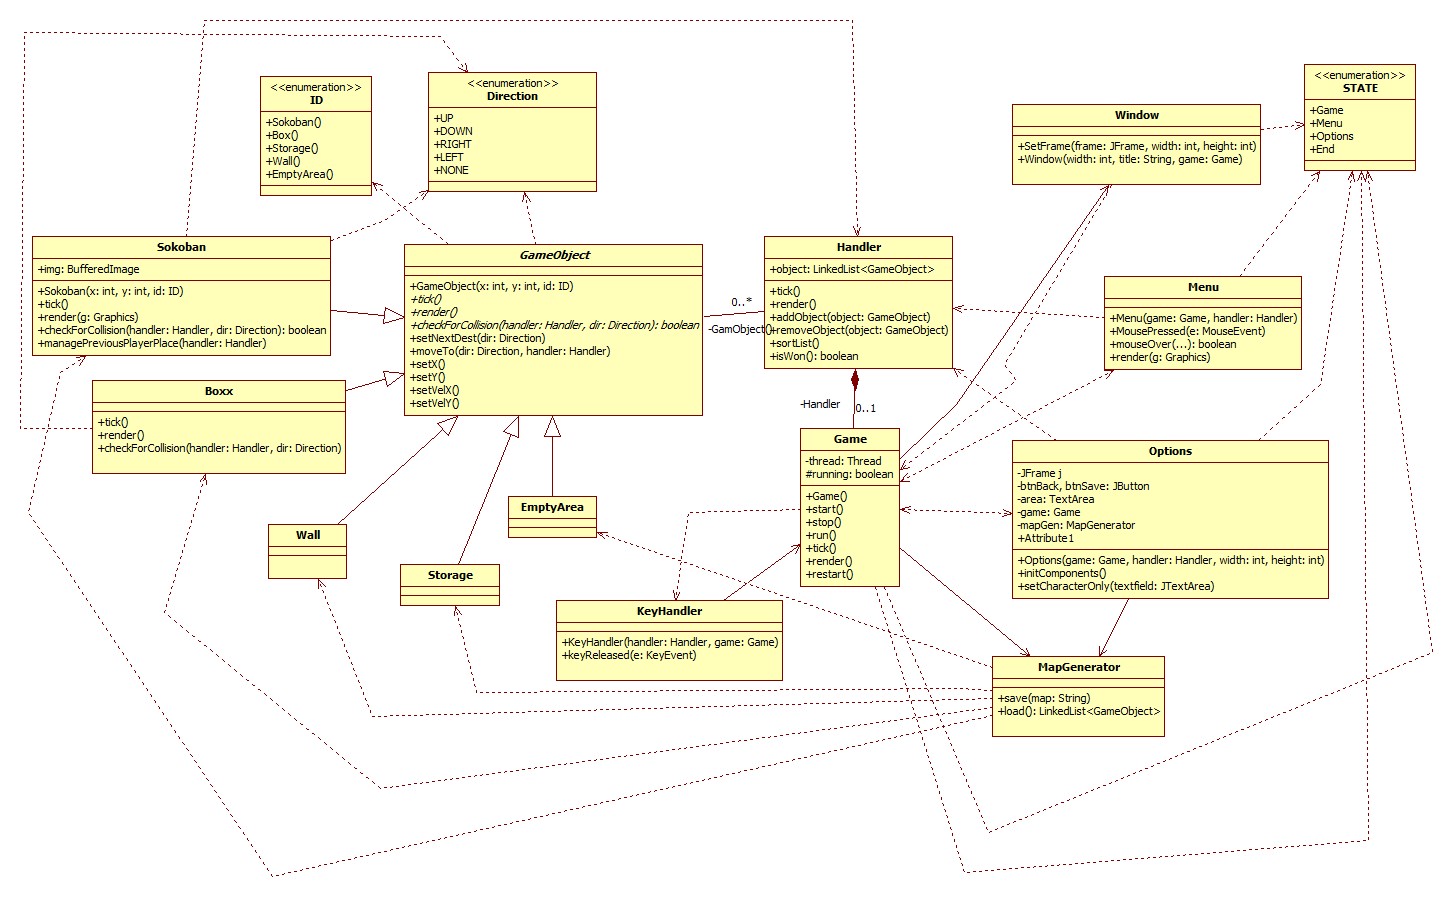 <<enumeration>>
ID
+Sokoban()
+Box()
+Storage()
+Wall()
+EmptyArea()
<<enumeration>>
Direction
+UP
+DOWN
+RIGHT
+LEFT
+NONE
Window
+SetFrame(frame: JFrame, width: int, height: int)
+Window(width: int, title: String, game: Game)
<<enumeration>>
STATE
+Game
+Menu
+Options
+End
Sokoban
+img: BufferedImage
+Sokoban(x: int, y: int, id: ID)
+tick()
+render(g: Graphics)
+checkForCollision(handler: Handler, dir: Direction): boolean
+managePreviousPlayerPlace(handler: Handler)
GameObject
+GameObject(x: int, y: int, id: ID)
+tick()
+render()
+checkForCollision(handler: Handler, dir: Direction): boolean
+setNextDest(dir: Direction)
+moveTo(dir: Direction, handler: Handler)
+setX()
+setY()
+setVelX()
+setVelY()
0..*
-GamObject()
Handler
+object: LinkedList<GameObject>
+tick()
+render()
+addObject(object: GameObject)
+removeObject(object: GameObject)
+sortList()
+isWon(): boolean
Menu
+Menu(game: Game, handler: Handler)
+MousePressed(e: MouseEvent)
+mouseOver(...): boolean
+render(g: Graphics)
Boxx
+tick()
+render()
+checkForCollision(handler: Handler, dir: Direction)
-Handler
0..1
Game
-thread: Thread
#running: boolean
+Game()
+start()
+stop()
+run()
+tick()
+render()
+restart()
Options
-JFrame j
-btnBack, btnSave: JButton
-area: TextArea
-game: Game
-mapGen: MapGenerator
+Attribute1
+Options(game: Game, handler: Handler, width: int, height: int)
+initComponents()
+setCharacterOnly(textfield: JTextArea)
EmptyArea
Wall
Storage
KeyHandler
+KeyHandler(handler: Handler, game: Game)
+keyReleased(e: KeyEvent)
MapGenerator
+save(map: String)
+load(): LinkedList<GameObject>